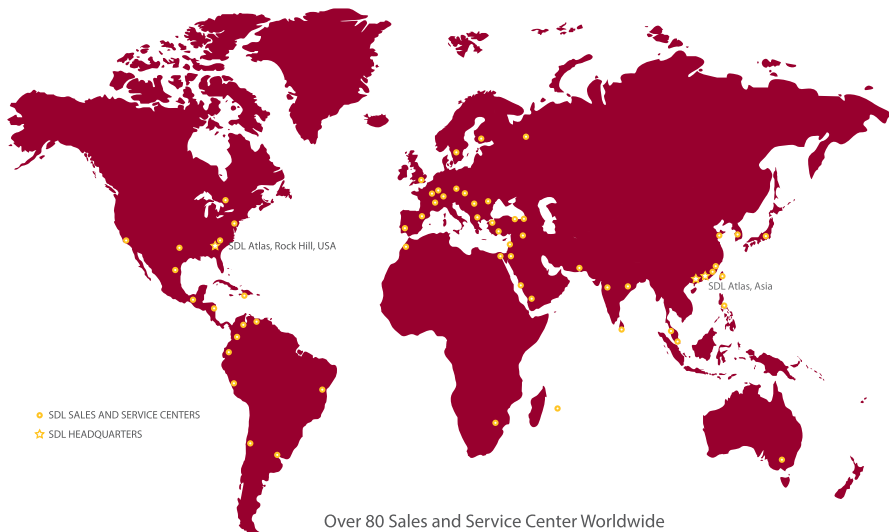 SDL Atlas, Rock Hill, USA
SDL Atlas, Asia
SDL SALES AND SERVICE CENTERS
SDL HEADQUARTERS
Over 80 Sales and Service Center Worldwide